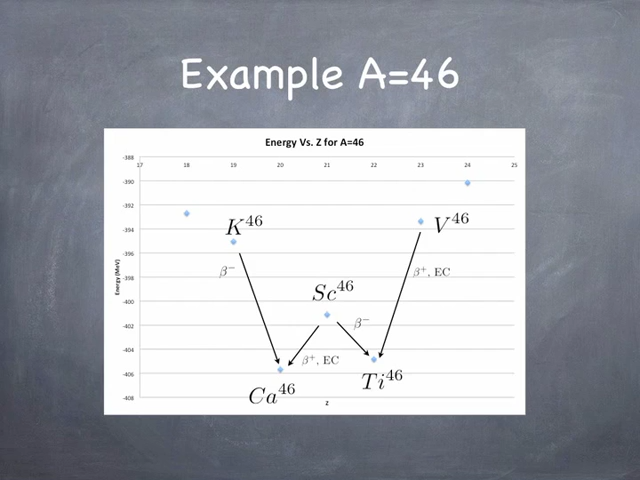 Example A=46
Energy Vs. Z for A=46
-388
17 18 19 20 21 22 23 24 25
-390
-392
K^46
V^46
-394
-396
β⁻
β⁺, EC
-398
Energy (MeV)
Sc^46
-400
-402
β⁻
-404
β⁺, EC
-406
Ti^46
Ca^46
-408
Z